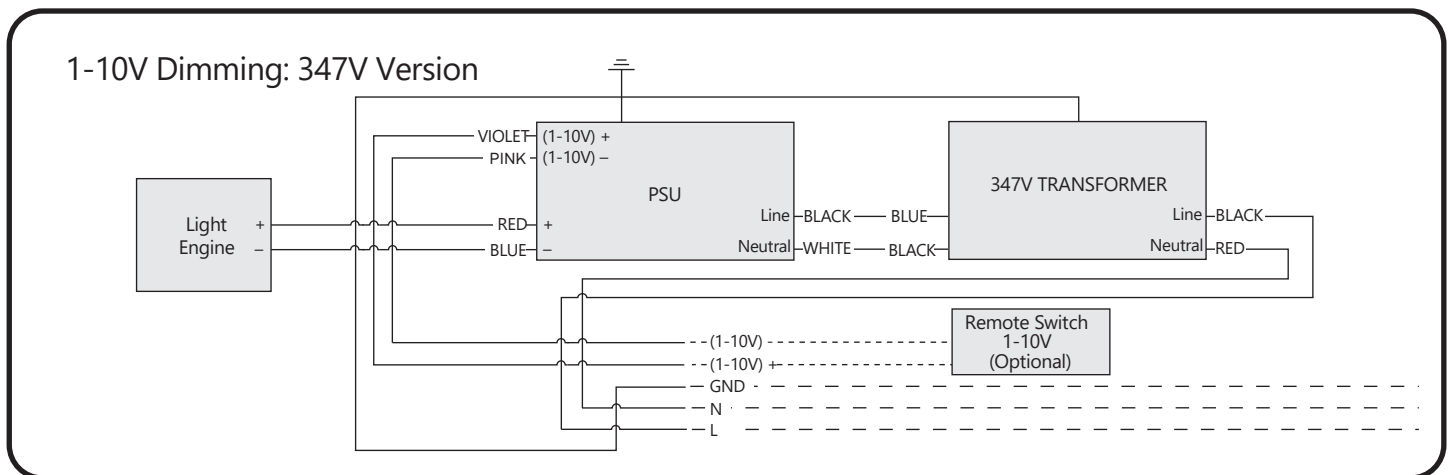 1-10V Dimming: 347V Version
VIOLET (1-10V) +
PINK (1-10V) –
PSU
347V TRANSFORMER
Light
Engine
+
–
RED +
BLUE –
Line BLACK BLUE
Neutral WHITE BLACK
Line BLACK
Neutral RED
Remote Switch
1-10V
(Optional)
(1-10V) -
(1-10V) +
GND
N
L